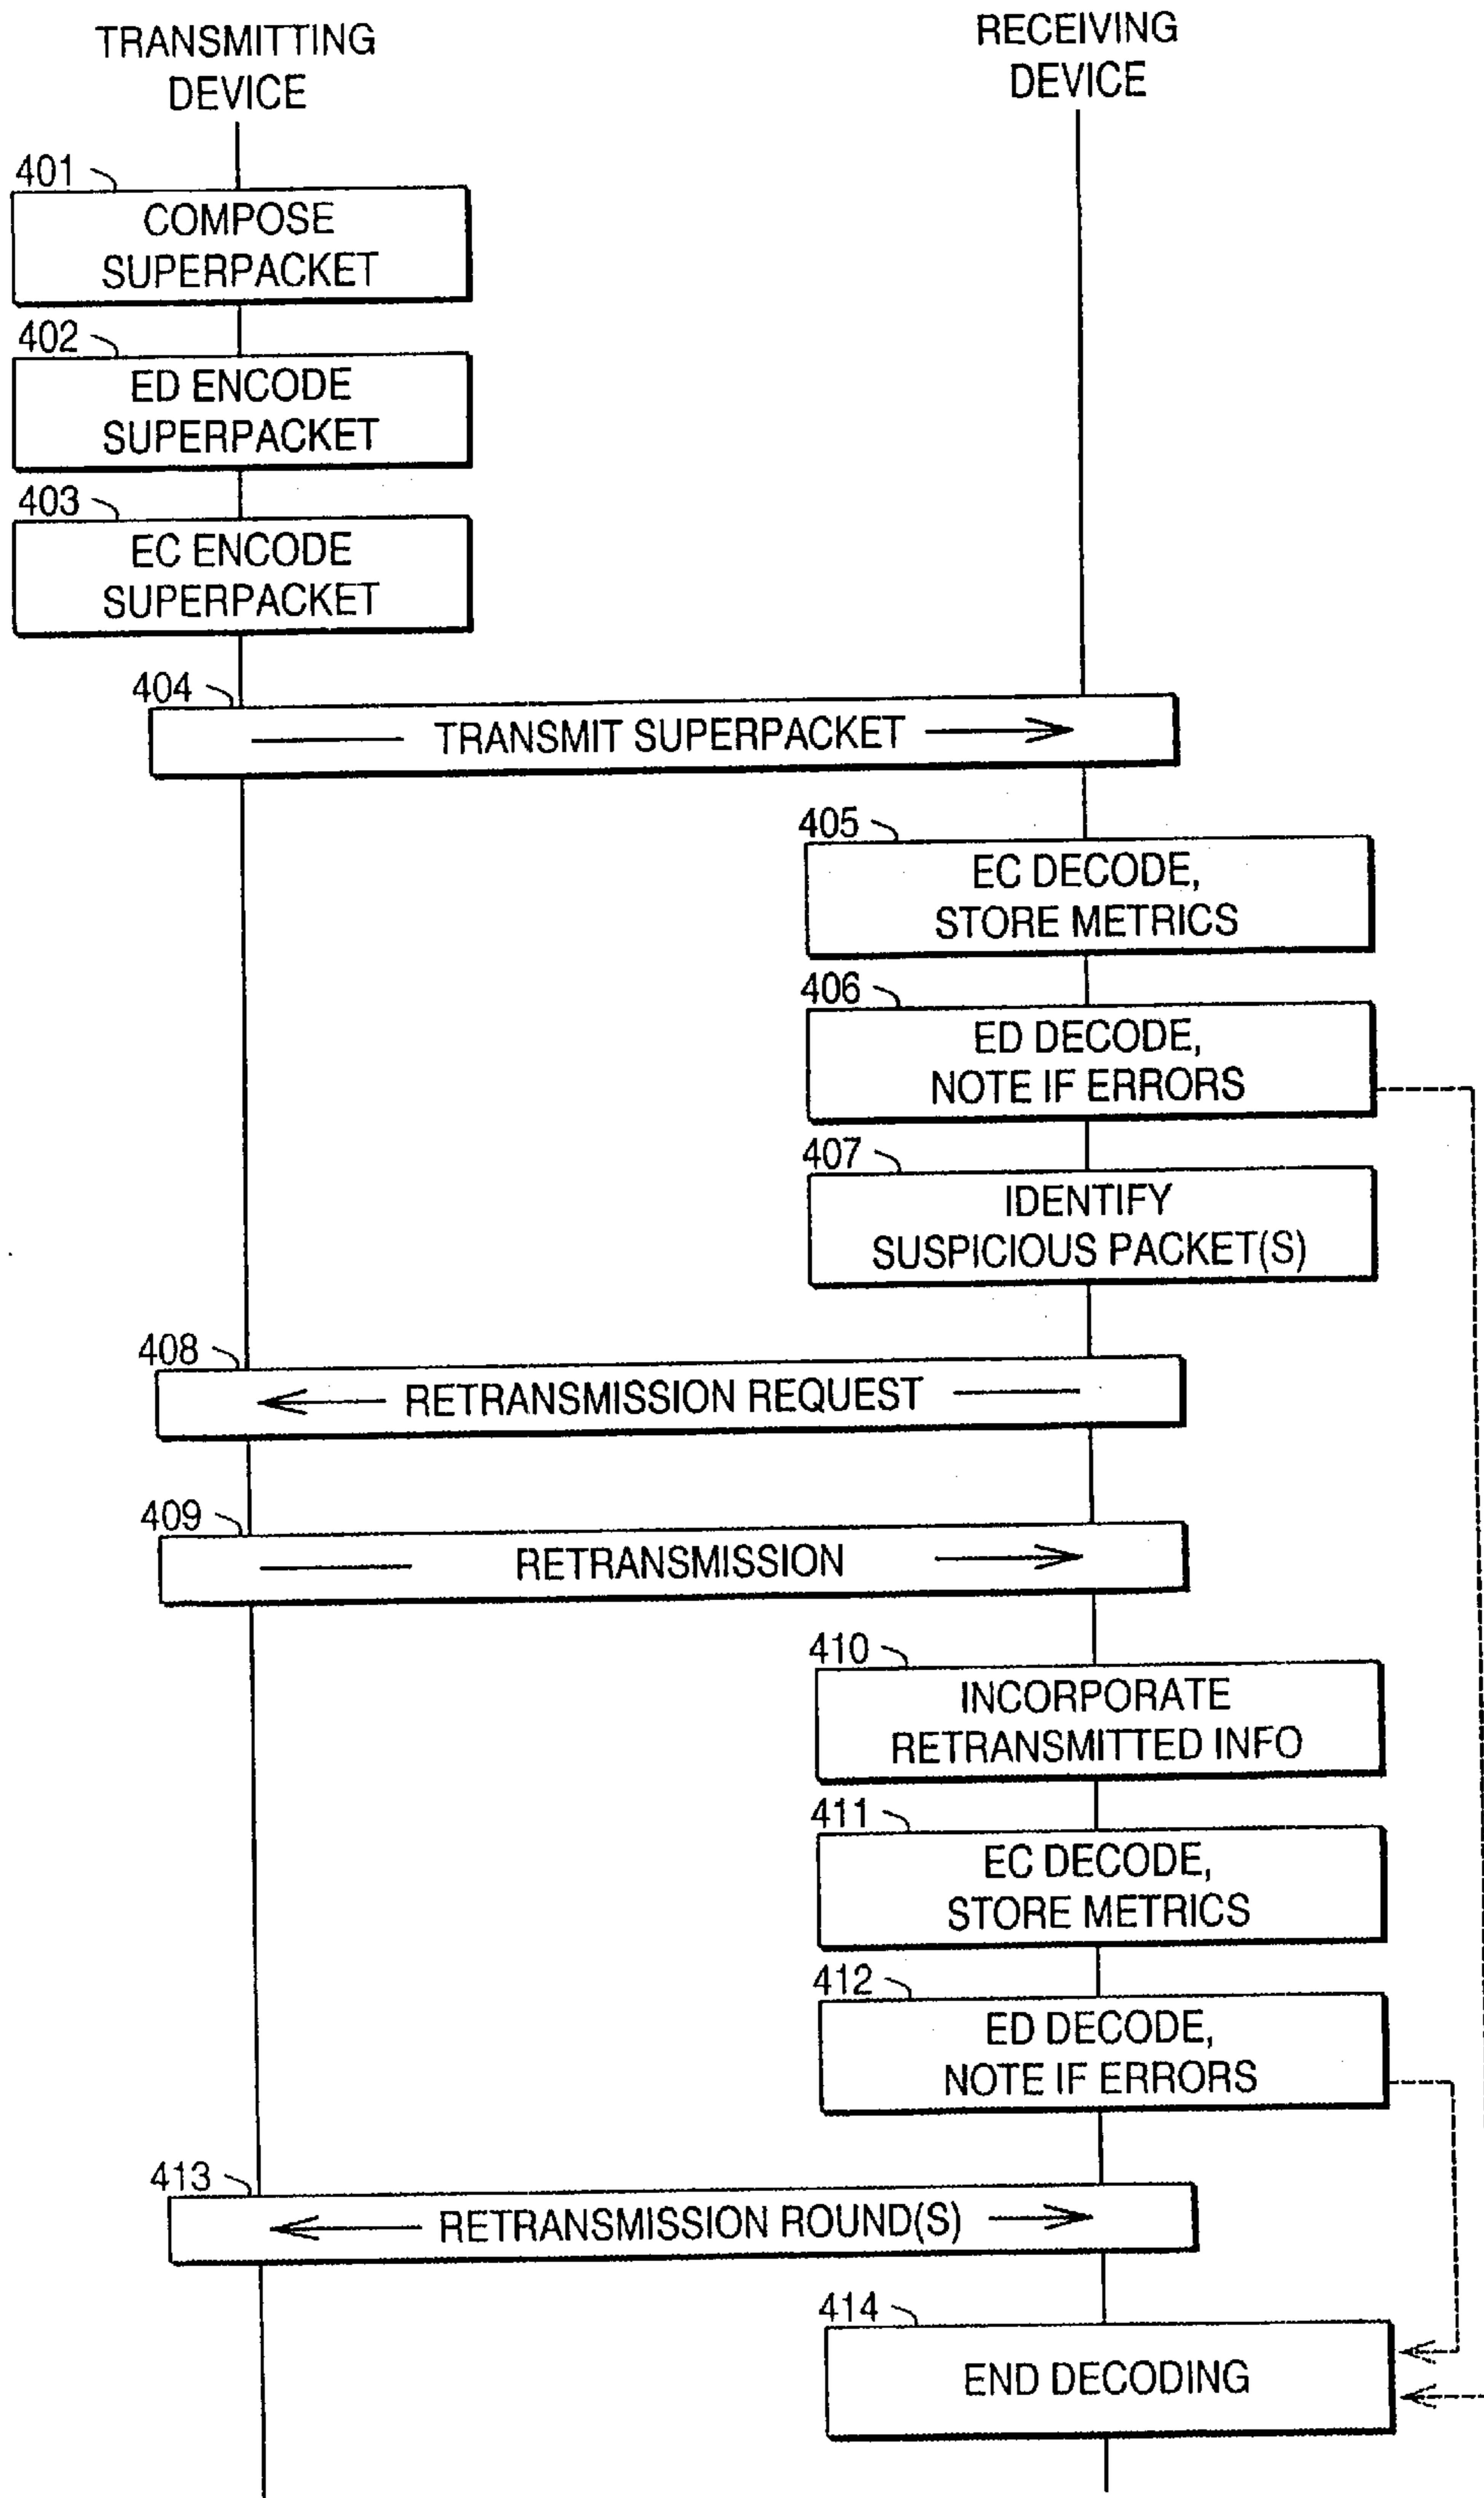 TRANSMITTING
DEVICE
RECEIVING
DEVICE
401
COMPOSE
SUPERPACKET
402
ED ENCODE
SUPERPACKET
403
EC ENCODE
SUPERPACKET
404
TRANSMIT SUPERPACKET
405
EC DECODE,
STORE METRICS
406
ED DECODE,
NOTE IF ERRORS
407
IDENTIFY
SUSPICIOUS PACKET(S)
408
RETRANSMISSION REQUEST
409
RETRANSMISSION
410
INCORPORATE
RETRANSMITTED INFO
411
EC DECODE,
STORE METRICS
412
ED DECODE,
NOTE IF ERRORS
413
RETRANSMISSION ROUND(S)
414
END DECODING